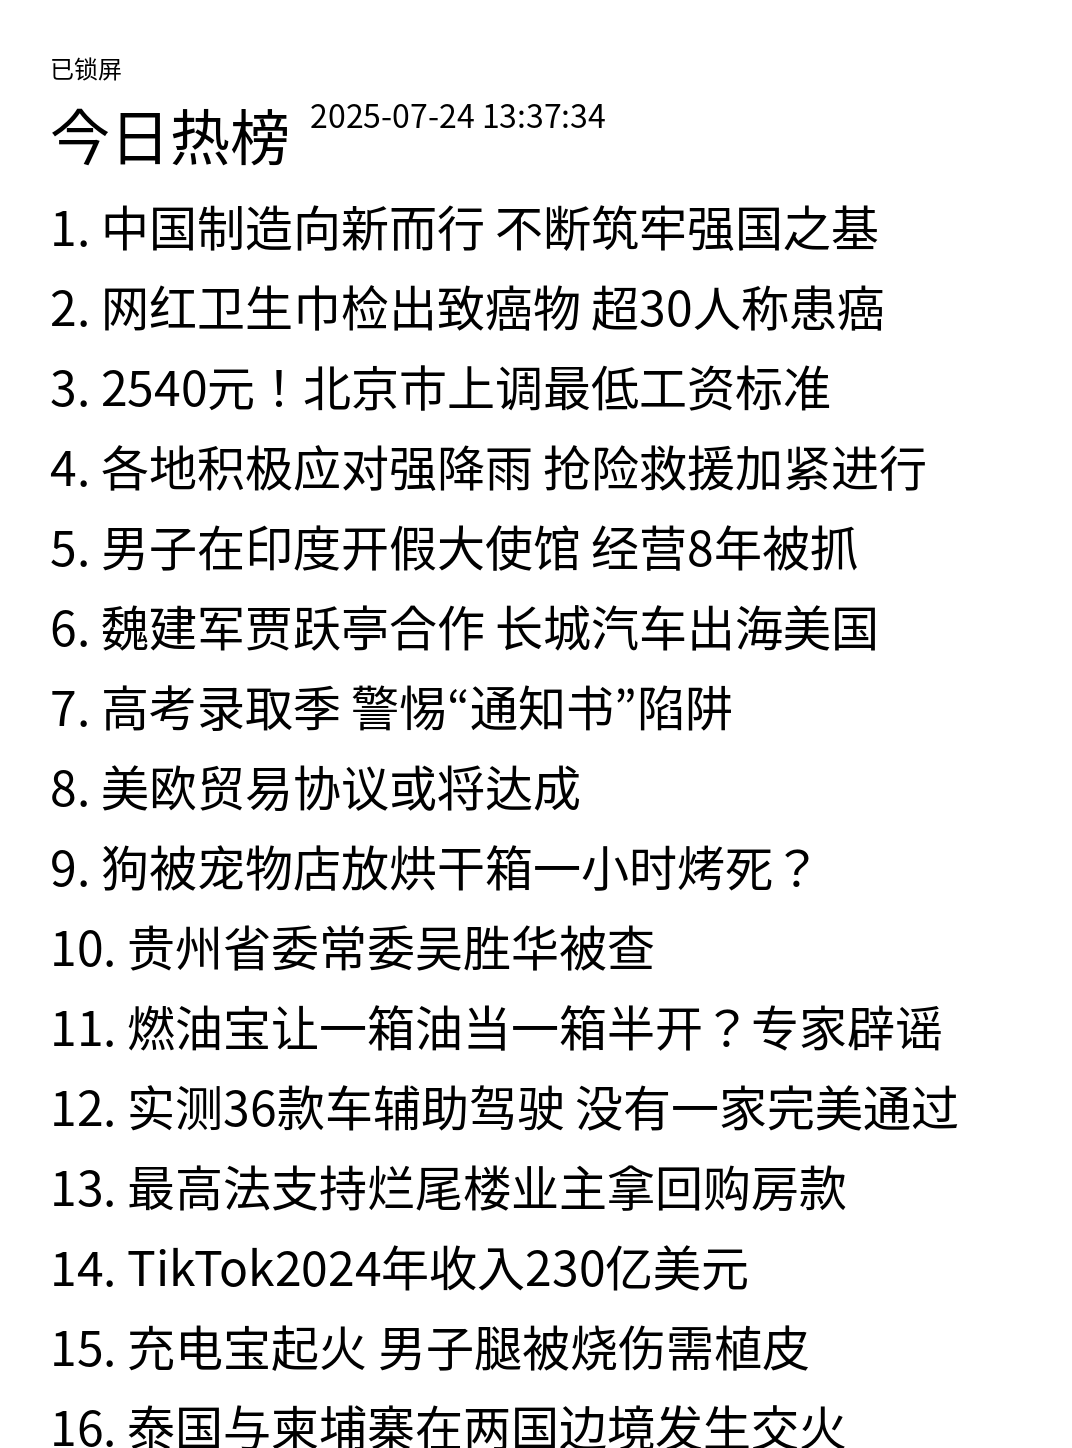 已锁屏
今日热榜 2025-07-24 13:37:34
1. 中国制造向新而行 不断筑牢强国之基
2. 网红卫生巾检出致癌物 超30人称患癌
3. 2540元！北京市上调最低工资标准
4. 各地积极应对强降雨 抢险救援加紧进行
5. 男子在印度开假大使馆 经营8年被抓
6. 魏建军贾跃亭合作 长城汽车出海美国
7. 高考录取季 警惕“通知书”陷阱
8. 美欧贸易协议或将达成
9. 狗被宠物店放烘干箱一小时烤死？
10. 贵州省委常委吴胜华被查
11. 燃油宝让一箱油当一箱半开？专家辟谣
12. 实测36款车辅助驾驶 没有一家完美通过
13. 最高法支持烂尾楼业主拿回购房款
14. TikTok2024年收入230亿美元
15. 充电宝起火 男子腿被烧伤需植皮
16. 泰国与柬埔寨在两国边境发生交火